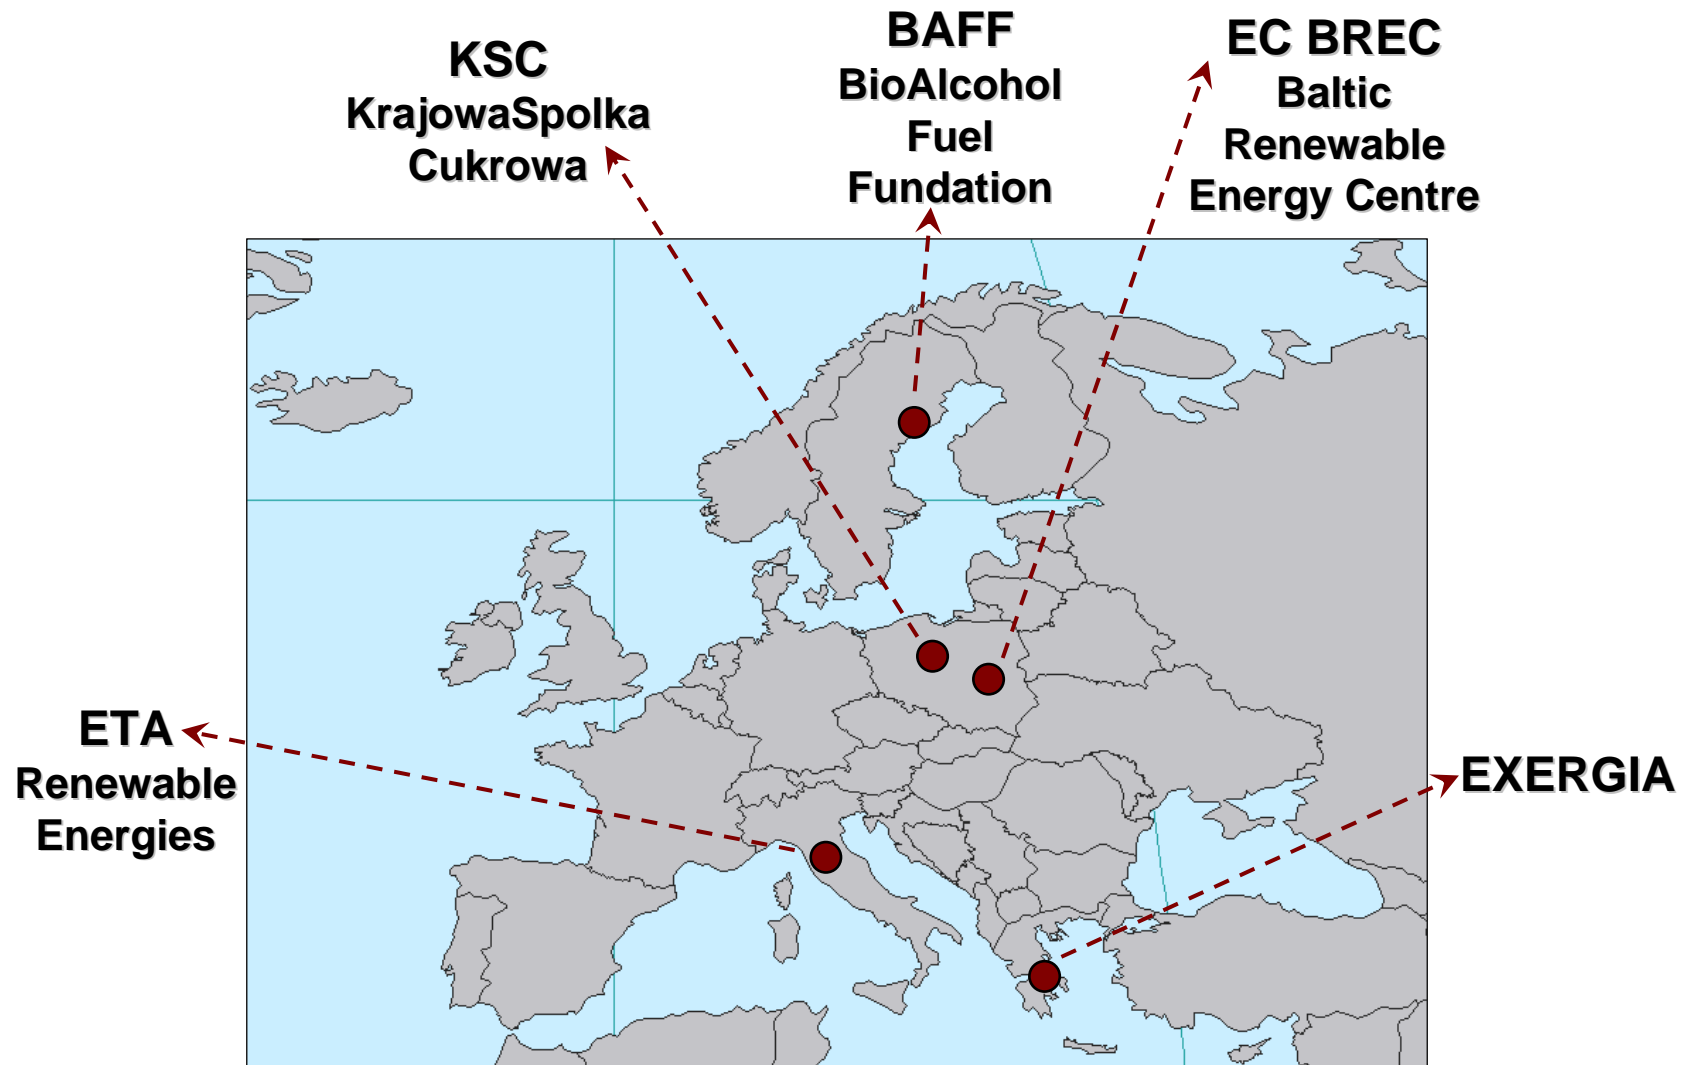 KSC
KrajowaSpolka
Cukrowa
BAFF
BioAlcohol
Fuel
Fundation
EC BREC
Baltic
Renewable
Energy Centre
ETA
Renewable
Energies
EXERGIA